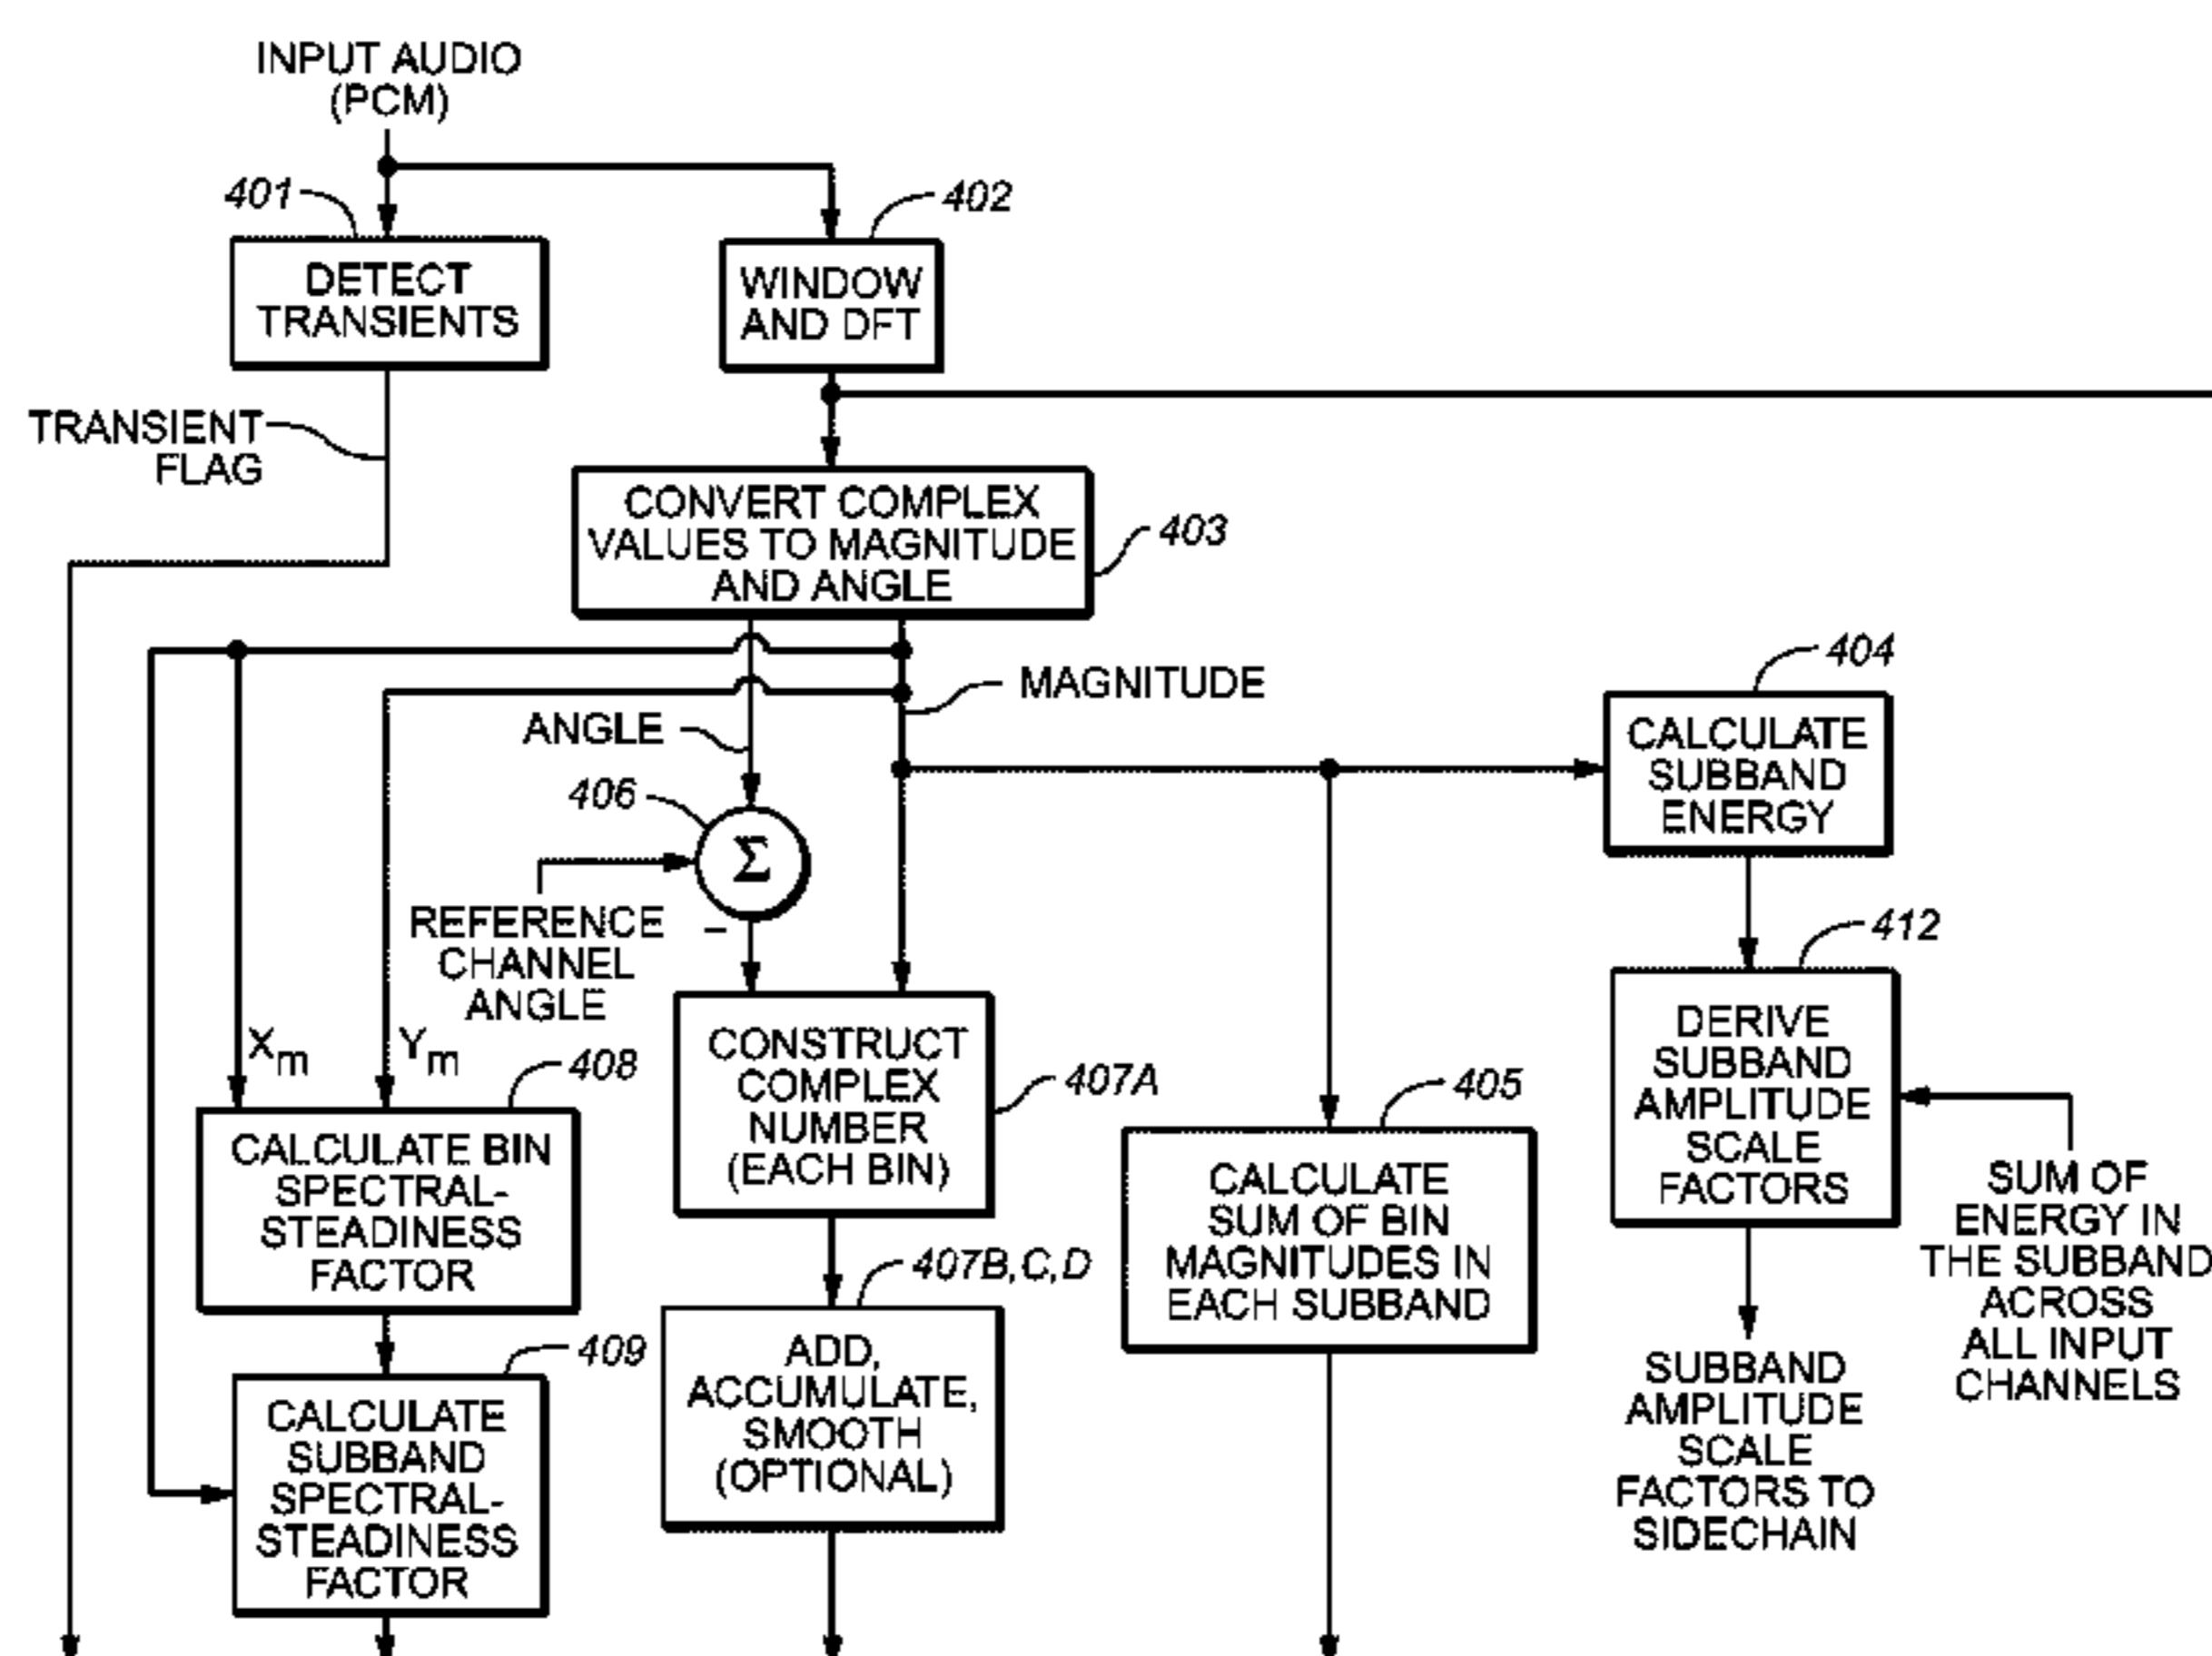 INPUT AUDIO
(PCM)
401
402
DETECT
TRANSIENTS
WINDOW
AND DFT
TRANSIENT
FLAG
CONVERT COMPLEX
VALUES TO MAGNITUDE
AND ANGLE
403
MAGNITUDE
404
ANGLE
CALCULATE
SUBBAND
ENERGY
406
Σ
REFERENCE
CHANNEL
ANGLE
–
412
DERIVE
SUBBAND
AMPLITUDE
SCALE
FACTORS
Xm
Ym
408
CONSTRUCT
COMPLEX
NUMBER
(EACH BIN)
407A
405
CALCULATE BIN
SPECTRAL-
STEADINESS
FACTOR
CALCULATE
SUM OF BIN
MAGNITUDES IN
EACH SUBBAND
SUM OF
ENERGY IN
THE SUBBAND
ACROSS
ALL INPUT
CHANNELS
407B,C,D
409
ADD,
ACCUMULATE,
SMOOTH
(OPTIONAL)
CALCULATE
SUBBAND
SPECTRAL-
STEADINESS
FACTOR
SUBBAND
AMPLITUDE
SCALE
FACTORS TO
SIDECHAIN